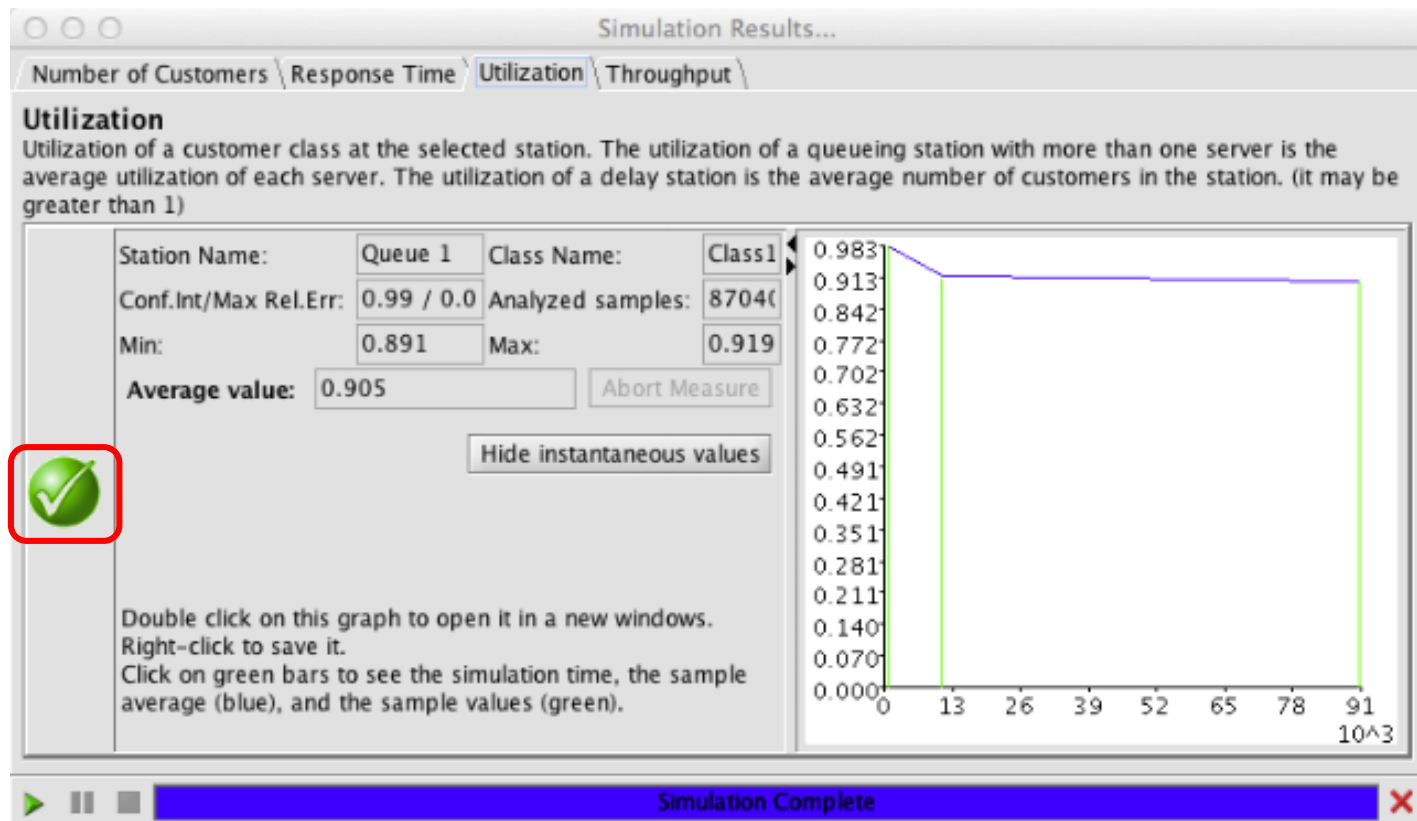 Simulation Results...
Number of Customers Response Time Utilization Throughput
Utilization
Utilization of a customer class at the selected station. The utilization of a queueing station with more than one server is the
average utilization of each server. The utilization of a delay station is the average number of customers in the station. (it may be
greater than 1)
Station Name: Queue 1 Class Name: Class1
Conf.Int/Max Rel.Err: 0.99 / 0.0 Analyzed samples: 8704(
Min: 0.891 Max: 0.919
Average value: 0.905 Abort Measure
Hide instantaneous values
Double click on this graph to open it in a new windows.
Right-click to save it.
Click on green bars to see the simulation time, the sample
average (blue), and the sample values (green).
0.983
0.913
0.842
0.772
0.702
0.632
0.562
0.491
0.421
0.351
0.281
0.211
0.140
0.070
0.000
0 13 26 39 52 65 78 91
10^3
Simulation Complete